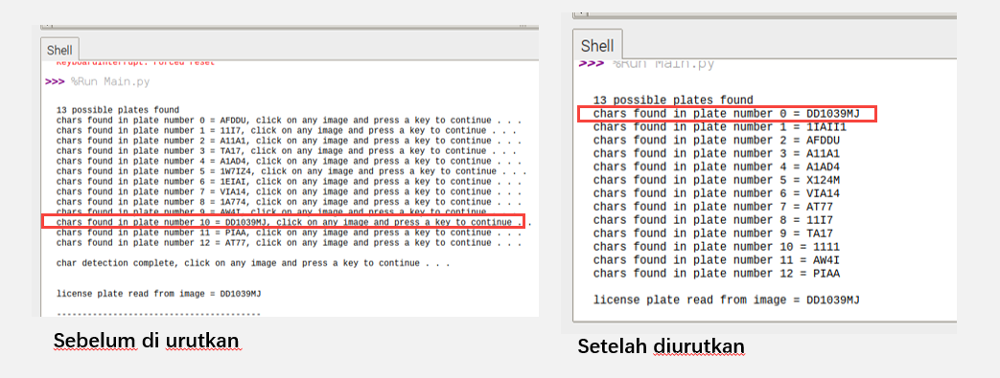 Shell
KeyboardInterrupt: Forced reset
>>> %Run Main.py
13 possible plates found
chars found in plate number 0 = AFDDU, click on any image and press a key to continue . . .
chars found in plate number 1 = 11I7, click on any image and press a key to continue . . .
chars found in plate number 2 = A11A1, click on any image and press a key to continue . . .
chars found in plate number 3 = TA17, click on any image and press a key to continue . . .
chars found in plate number 4 = A1AD4, click on any image and press a key to continue . . .
chars found in plate number 5 = 1W7IZ4, click on any image and press a key to continue . . .
chars found in plate number 6 = 1EIAI, click on any image and press a key to continue . . .
chars found in plate number 7 = VIA14, click on any image and press a key to continue . . .
chars found in plate number 8 = 1A774, click on any image and press a key to continue . . .
chars found in plate number 9 = AW4I, click on any image and press a key to continue . . .
chars found in plate number 10 = DD1039MJ, click on any image and press a key to continue . . .
chars found in plate number 11 = PIAA, click on any image and press a key to continue . . .
chars found in plate number 12 = AT77, click on any image and press a key to continue . . .
char detection complete, click on any image and press a key to continue . . .
license plate read from image = DD1039MJ
----------------------------------------
Sebelum di urutkan
Shell
>>> %Run Main.py
13 possible plates found
chars found in plate number 0 = DD1039MJ
chars found in plate number 1 = 1IAII1
chars found in plate number 2 = AFDDU
chars found in plate number 3 = A11A1
chars found in plate number 4 = A1AD4
chars found in plate number 5 = X124M
chars found in plate number 6 = VIA14
chars found in plate number 7 = AT77
chars found in plate number 8 = 11I7
chars found in plate number 9 = TA17
chars found in plate number 10 = 1111
chars found in plate number 11 = AW4I
chars found in plate number 12 = PIAA
license plate read from image = DD1039MJ
Setelah diurutkan